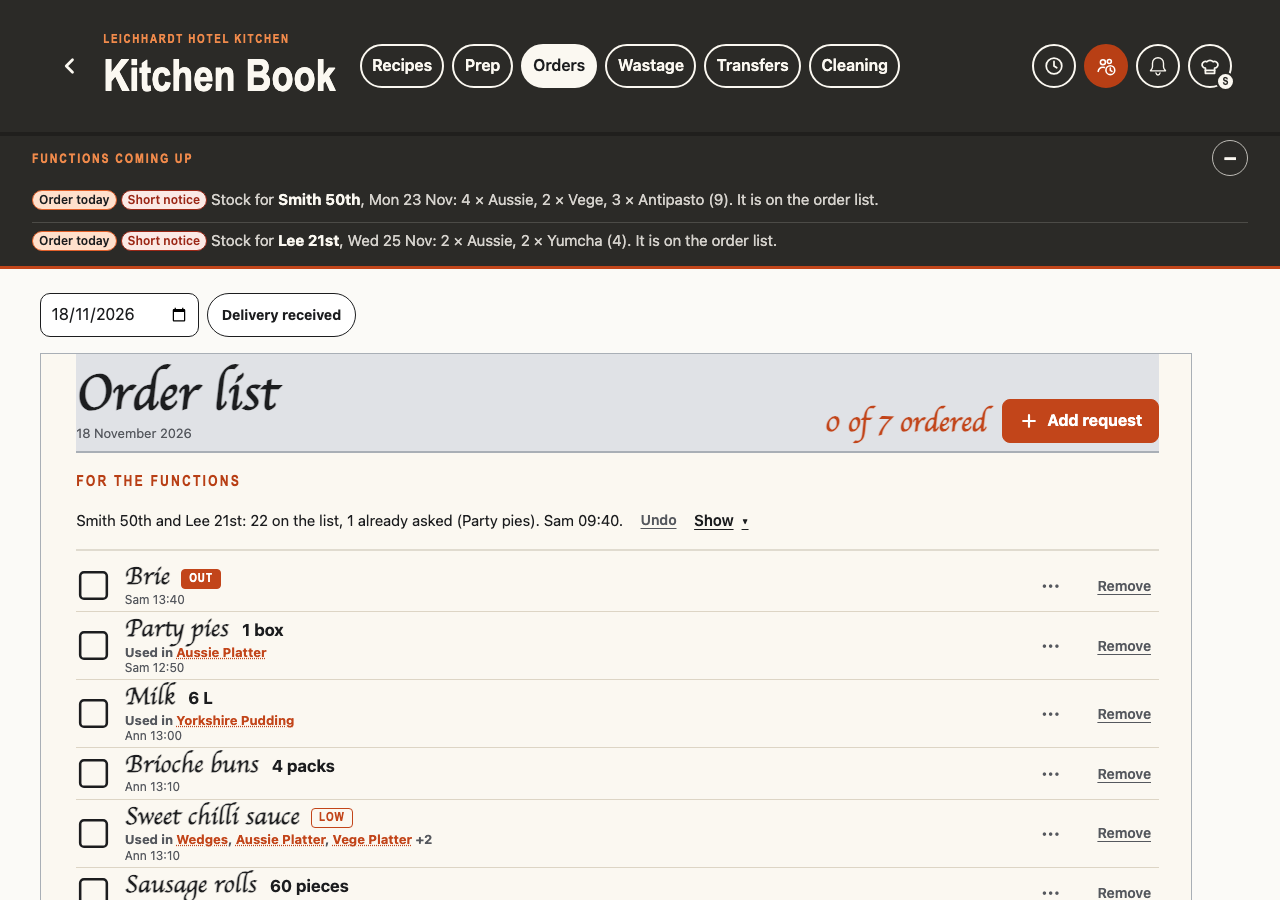 LEICHHARDT HOTEL KITCHEN
Kitchen Book
Recipes Prep Orders Wastage Transfers Cleaning
S
FUNCTIONS COMING UP
Order today Short notice Stock for Smith 50th, Mon 23 Nov: 4 × Aussie, 2 × Vege, 3 × Antipasto (9). It is on the order list.
Order today Short notice Stock for Lee 21st, Wed 25 Nov: 2 × Aussie, 2 × Yumcha (4). It is on the order list.
18/11/2026 Delivery received
Order list
18 November 2026
0 of 7 ordered + Add request
FOR THE FUNCTIONS
Smith 50th and Lee 21st: 22 on the list, 1 already asked (Party pies). Sam 09:40. Undo Show ▾
Brie OUT
Sam 13:40
··· Remove
Party pies 1 box
Used in Aussie Platter
Sam 12:50
··· Remove
Milk 6 L
Used in Yorkshire Pudding
Ann 13:00
··· Remove
Brioche buns 4 packs
Ann 13:10
··· Remove
Sweet chilli sauce LOW
Used in Wedges, Aussie Platter, Vege Platter +2
Ann 13:10
··· Remove
Sausage rolls 60 pieces
··· Remove